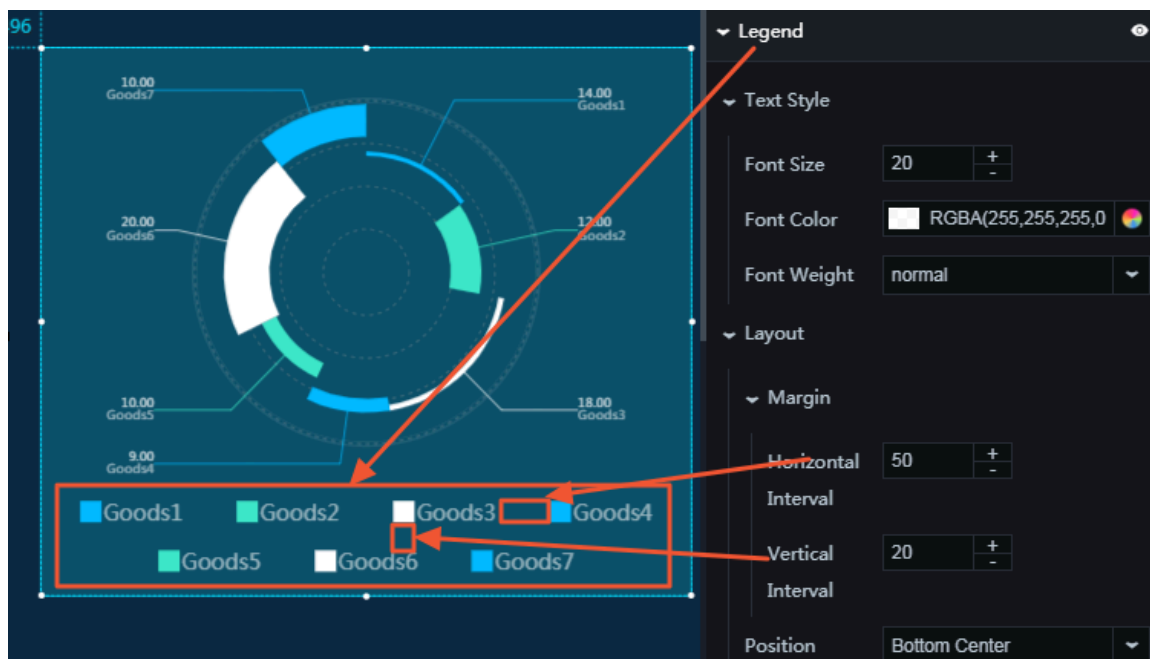 96
Legend
10.00
Goods7
14.00
Goods1
Text Style
Font Size 20 + -
20.00
Goods6
12.00
Goods2
Font Color RGBA(255,255,255,0
Font Weight normal
Layout
10.00
Goods5
18.00
Goods3
Margin
9.00
Goods4
Horizontal Interval 50 + -
Goods1 Goods2 Goods3 Goods4
Goods5 Goods6 Goods7
Vertical Interval 20 + -
Position Bottom Center